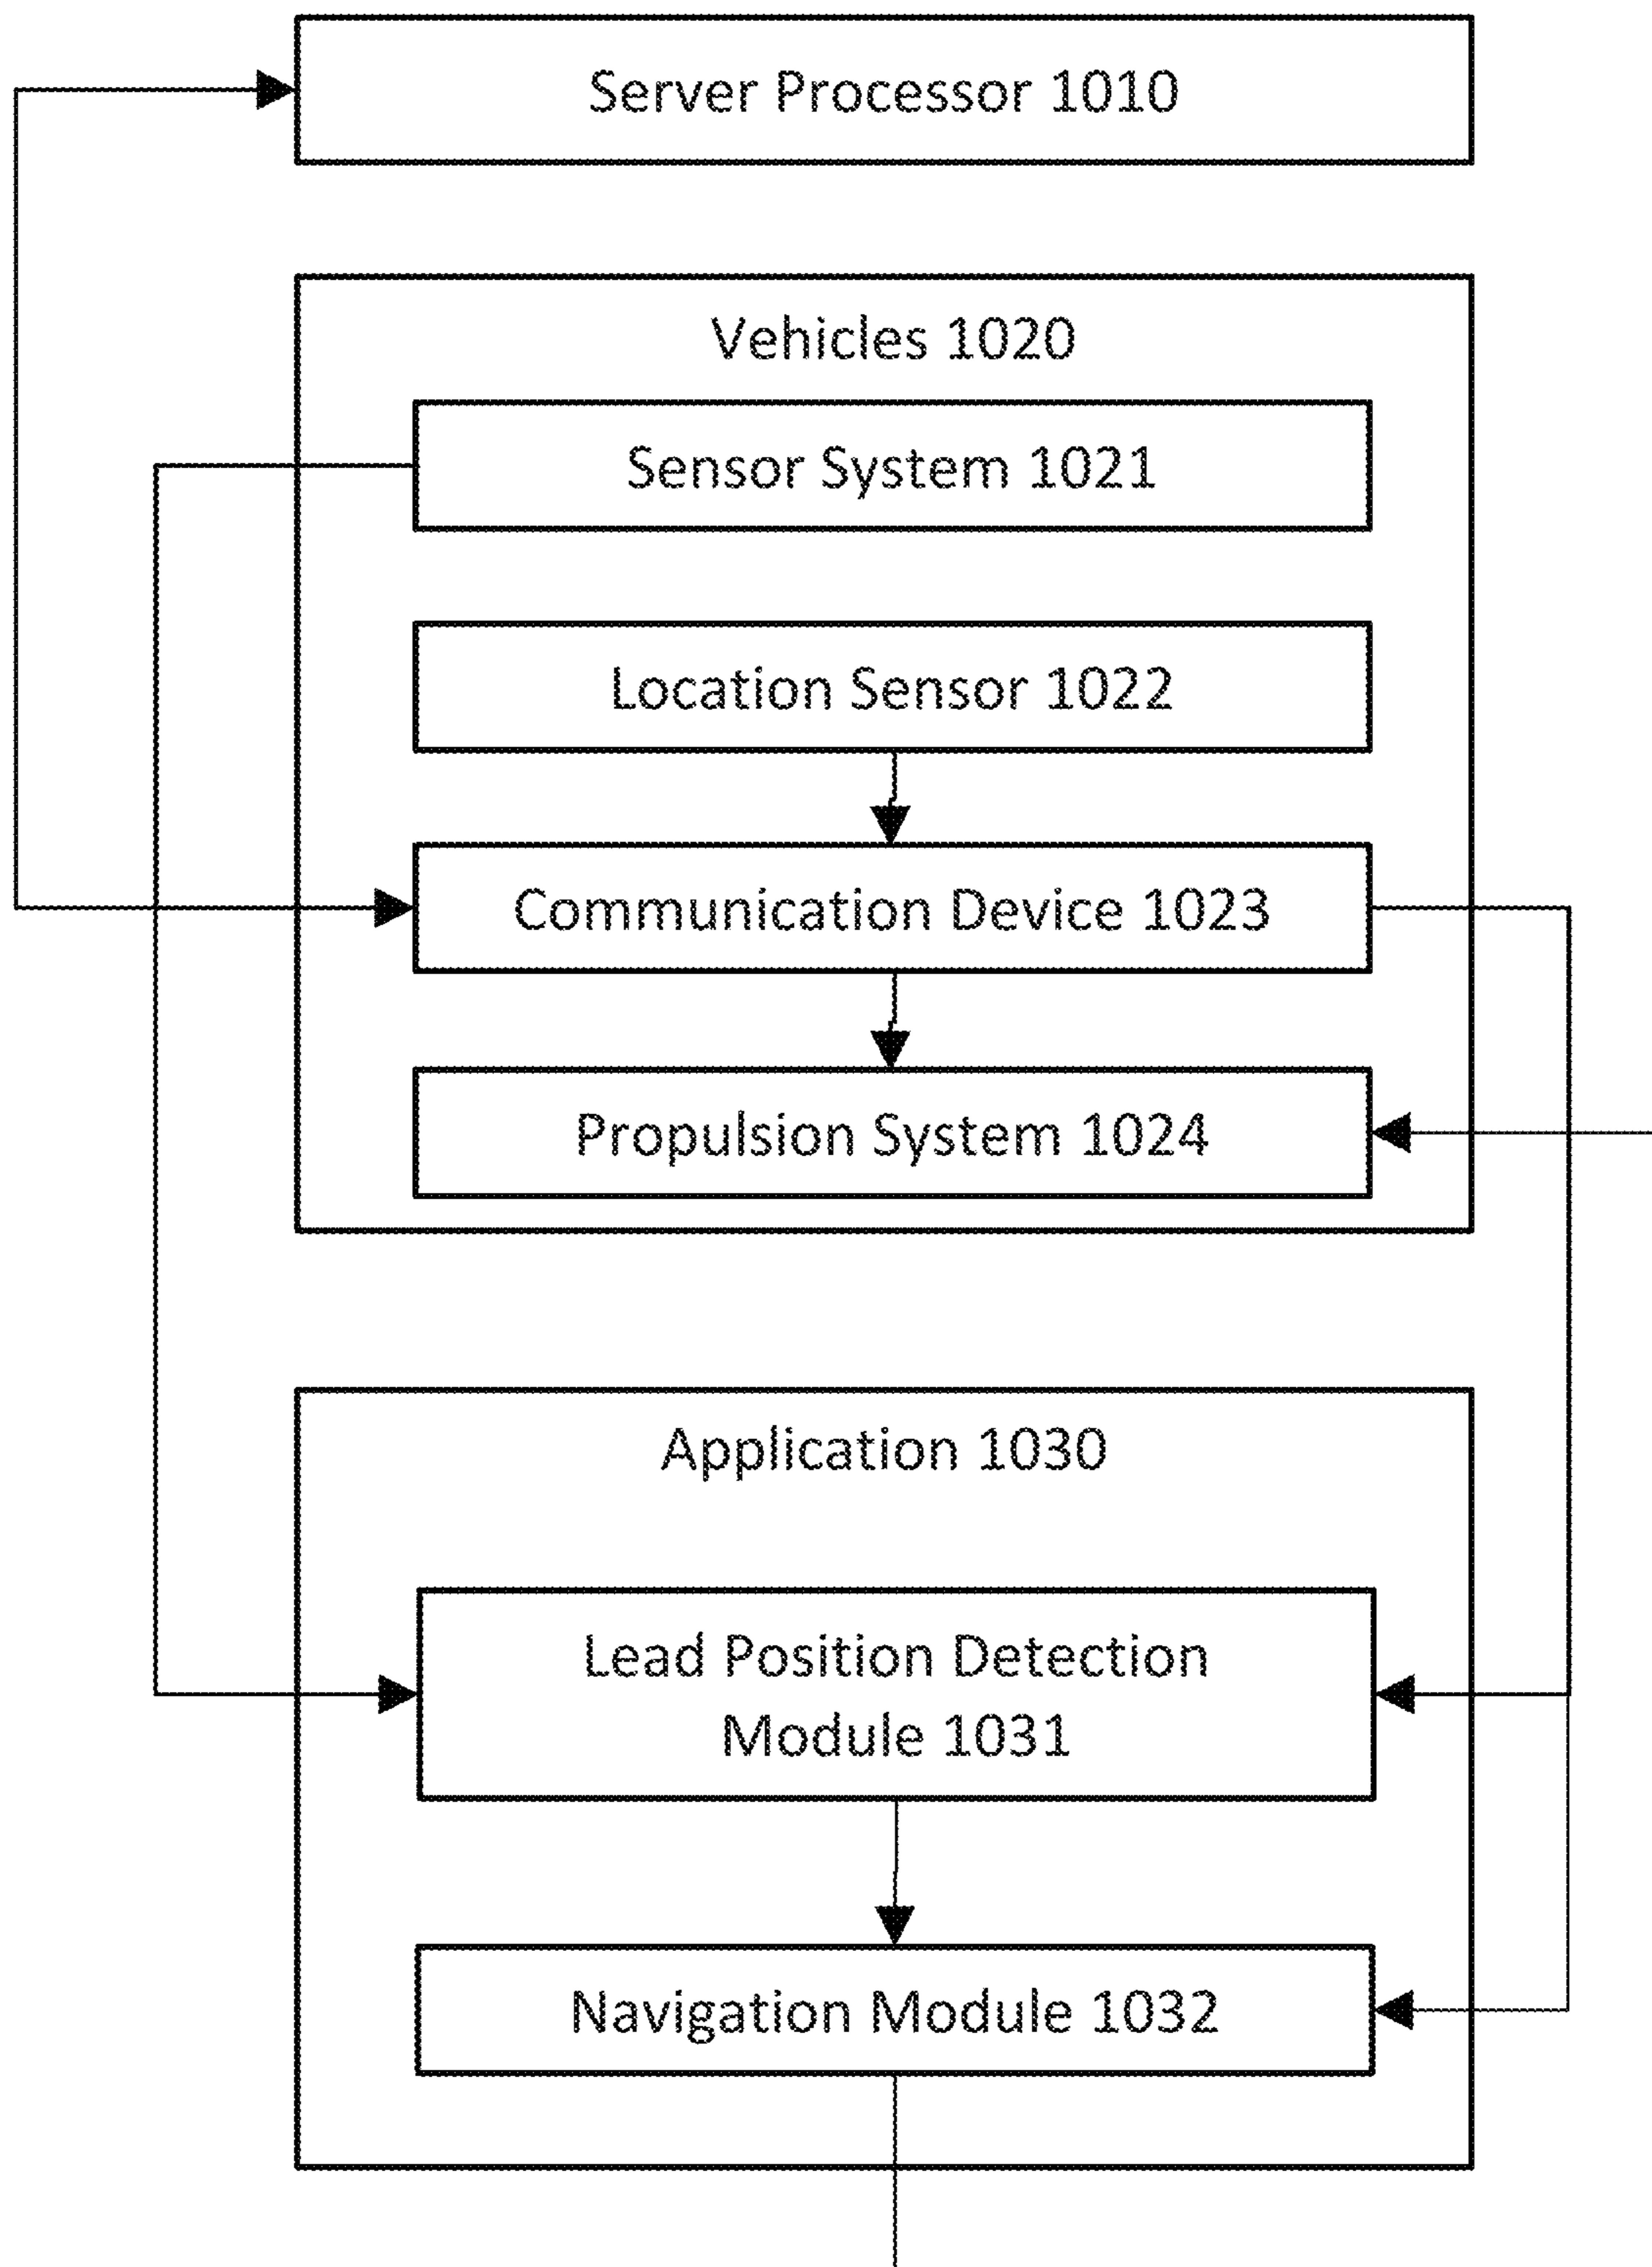 Server Processor 1010
Vehicles 1020
Sensor System 1021
Location Sensor 1022
Communication Device 1023
Propulsion System 1024
Application 1030
Lead Position Detection
Module 1031
Navigation Module 1032